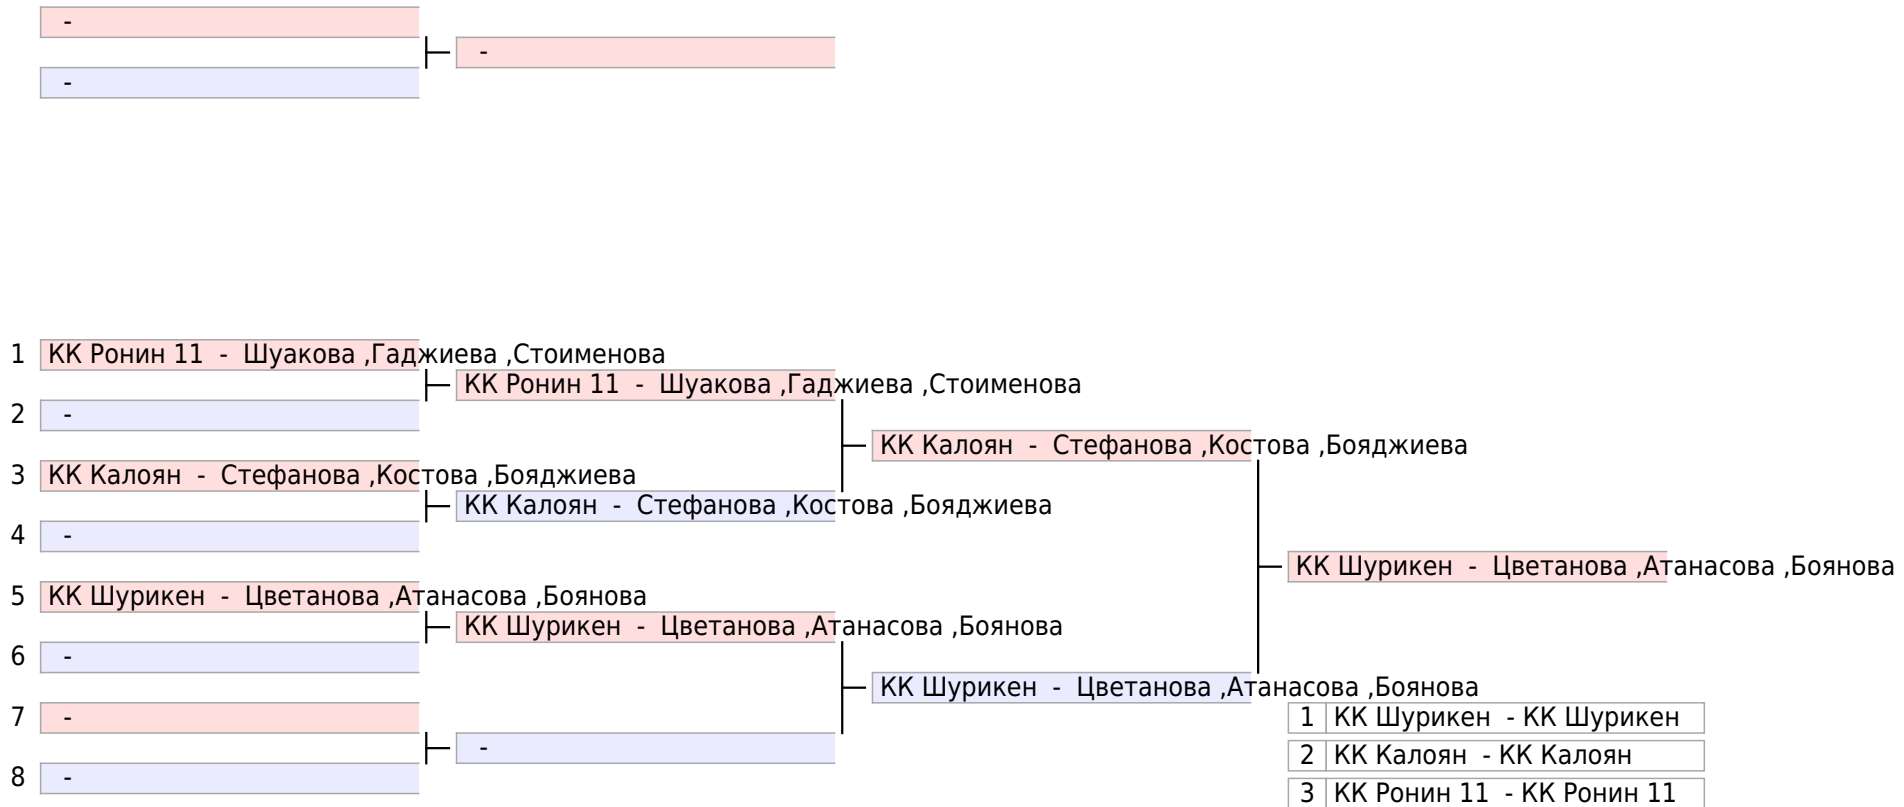 -
-
-
1 КК Ронин 11 - Шуакова ,Гаджиева ,Стоименова
КК Ронин 11 - Шуакова ,Гаджиева ,Стоименова
2 -
КК Калоян - Стефанова ,Костова ,Бояджиева
3 КК Калоян - Стефанова ,Костова ,Бояджиева
КК Калоян - Стефанова ,Костова ,Бояджиева
4 -
КК Шурикен - Цветанова ,Атанасова ,Боянова
5 КК Шурикен - Цветанова ,Атанасова ,Боянова
КК Шурикен - Цветанова ,Атанасова ,Боянова
6 -
КК Шурикен - Цветанова ,Атанасова ,Боянова
7 -
-
8 -
1 КК Шурикен - КК Шурикен
2 КК Калоян - КК Калоян
3 КК Ронин 11 - КК Ронин 11